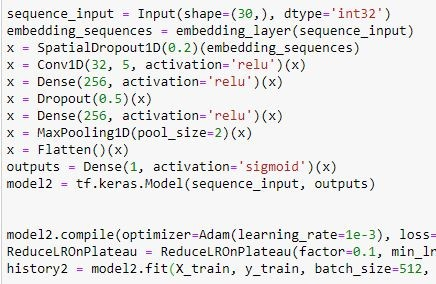 sequence_input = Input(shape=(30,), dtype='int32')
embedding_sequences = embedding_layer(sequence_input)
x = SpatialDropout1D(0.2)(embedding_sequences)
x = Conv1D(32, 5, activation='relu')(x)
x = Dense(256, activation='relu')(x)
x = Dropout(0.5)(x)
x = Dense(256, activation='relu')(x)
x = MaxPooling1D(pool_size=2)(x)
x = Flatten()(x)
outputs = Dense(1, activation='sigmoid')(x)
model2 = tf.keras.Model(sequence_input, outputs)
model2.compile(optimizer=Adam(learning_rate=1e-3), loss=
ReduceLROnPlateau = ReduceLROnPlateau(factor=0.1, min_lr
history2 = model2.fit(X_train, y_train, batch_size=512,